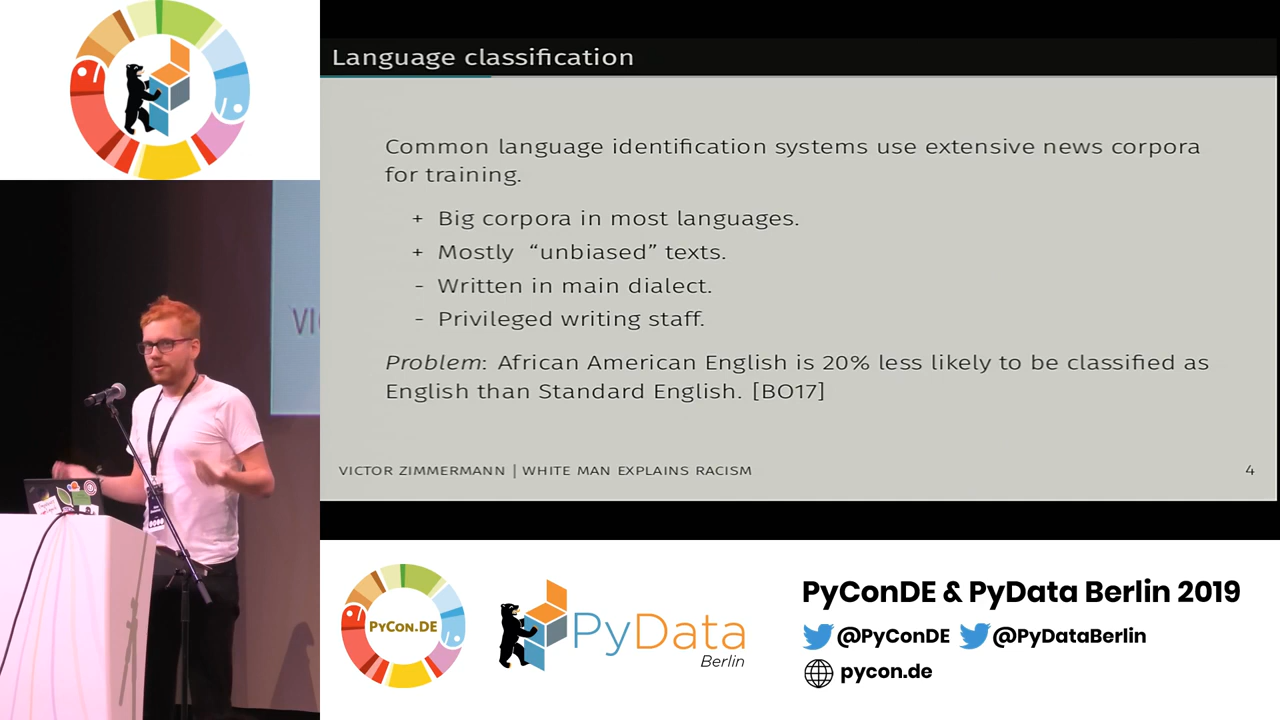 Language classification
Common language identification systems use extensive news corpora
for training.
+ Big corpora in most languages.
+ Mostly “unbiased” texts.
- Written in main dialect.
- Privileged writing staff.
Problem: African American English is 20% less likely to be classified as
English than Standard English. [BO17]
VICTOR ZIMMERMANN | WHITE MAN EXPLAINS RACISM
4
VI
PYCON.DE
PyData
Berlin
PyConDE & PyData Berlin 2019
@PyConDE @PyDataBerlin
pycon.de